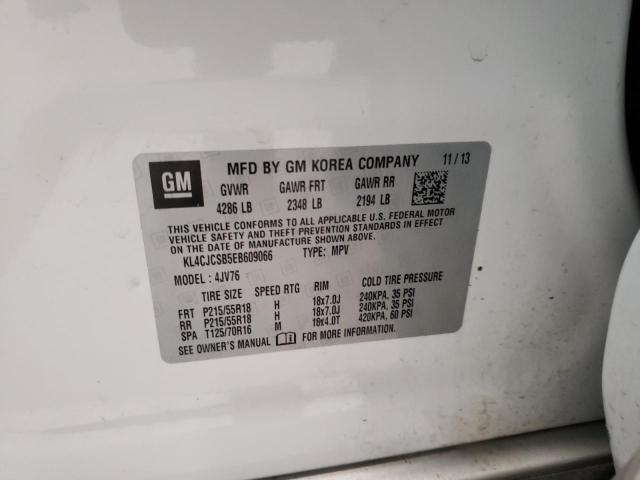 GM
MFD BY GM KOREA COMPANY 11 / 13
GVWR GAWR FRT GAWR RR
4286 LB 2348 LB 2194 LB
THIS VEHICLE CONFORMS TO ALL APPLICABLE U.S. FEDERAL MOTOR
VEHICLE SAFETY AND THEFT PREVENTION STANDARDS IN EFFECT
ON THE DATE OF MANUFACTURE SHOWN ABOVE.
KL4CJCSB5EB609066 TYPE: MPV
MODEL : 4JV76
TIRE SIZE SPEED RTG RIM COLD TIRE PRESSURE
FRT P215/55R18 H 18x7.0J 240KPA, 35 PSI
RR P215/55R18 H 18x7.0J 240KPA, 35 PSI
SPA T125/70R16 M 16x4.0T 420KPA, 60 PSI
SEE OWNER'S MANUAL FOR MORE INFORMATION.